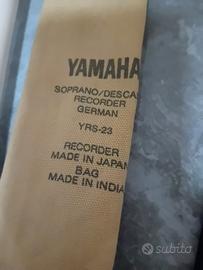 YAMAHA
SOPRANO/DESCA
RECORDER
GERMAN
YRS-23
RECORDER
MADE IN JAPAN
BAG
MADE IN INDIA
subito